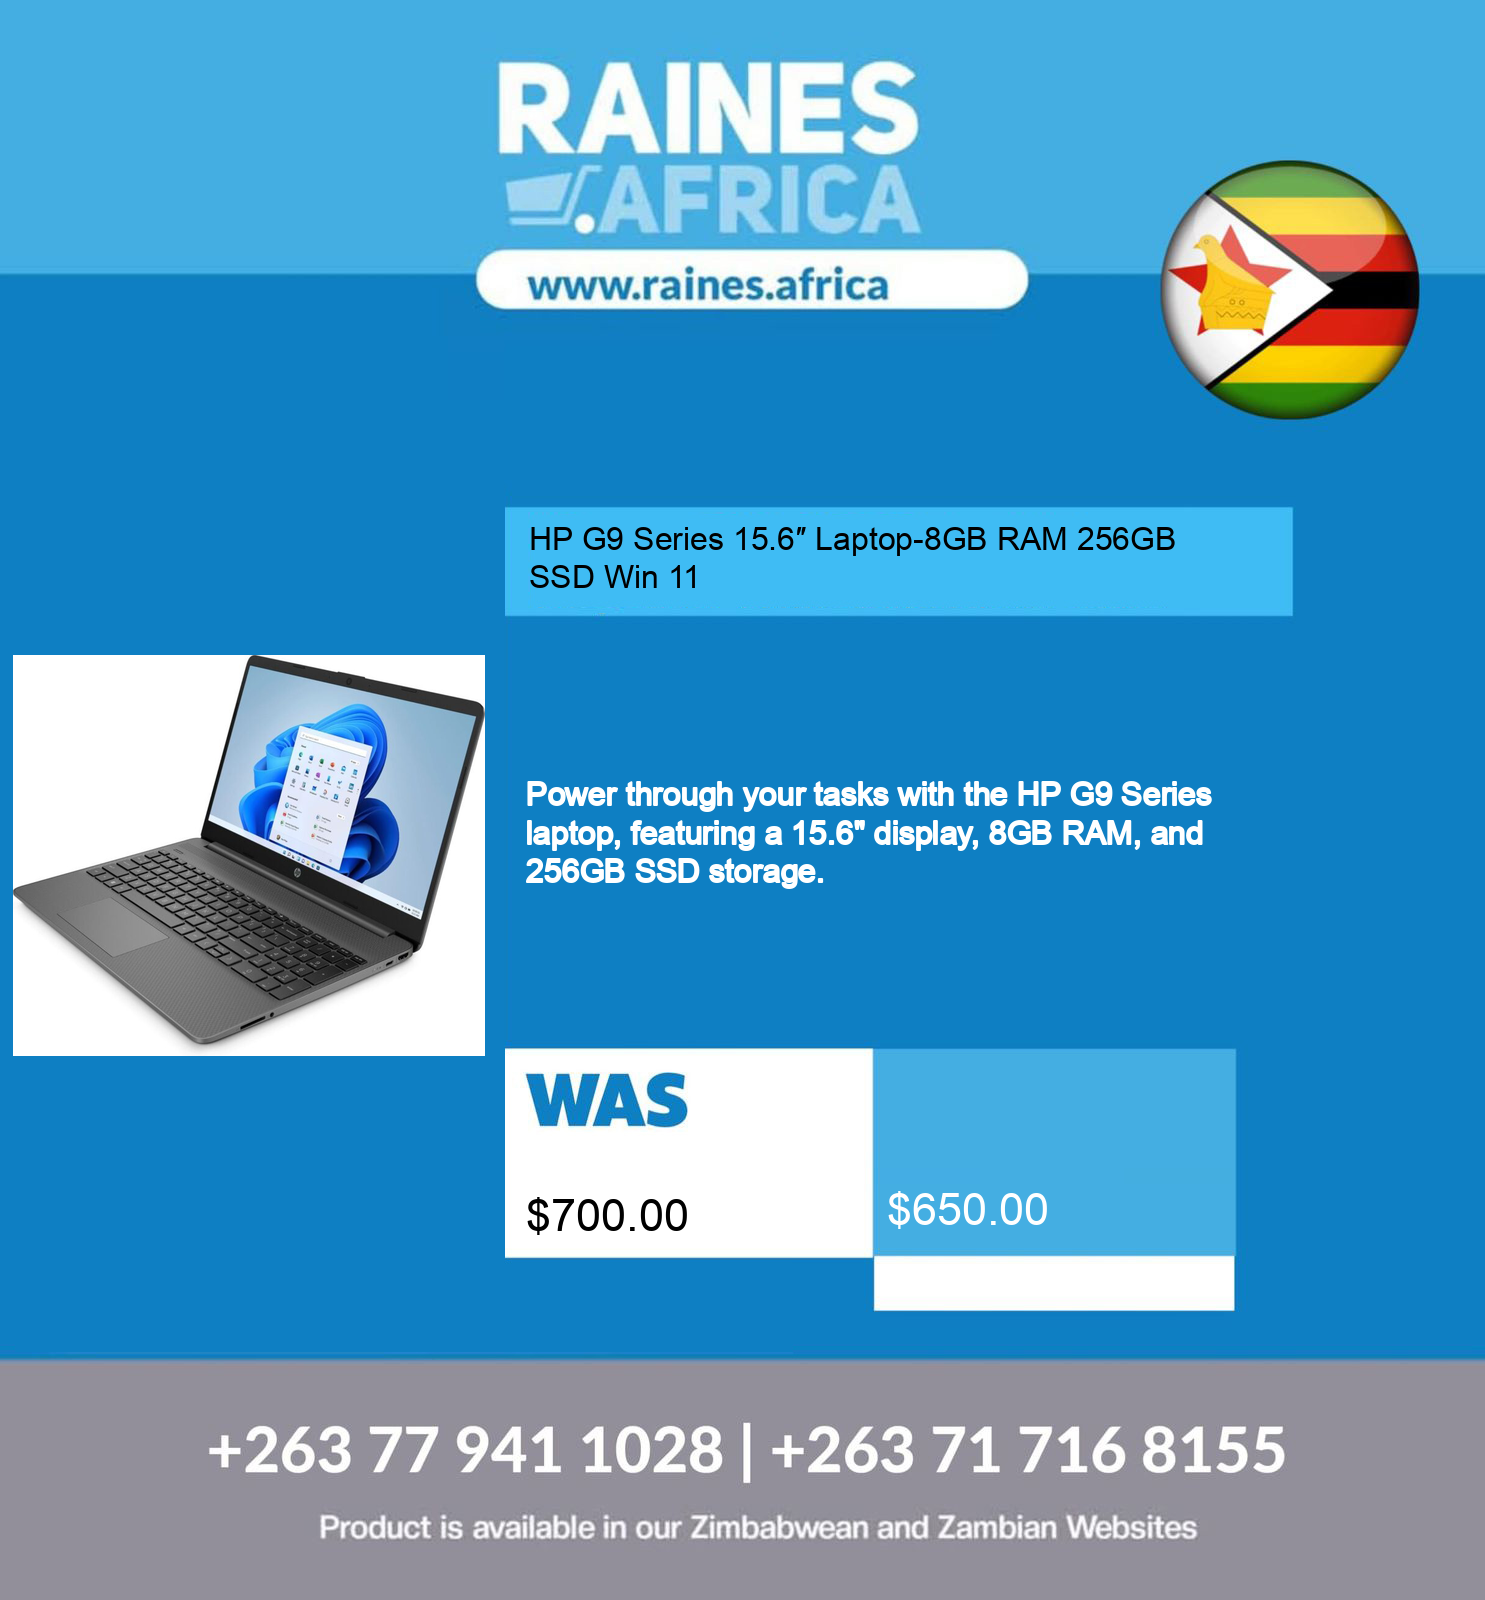 RAINES
.AFRICA
www.raines.africa
HP G9 Series 15.6″ Laptop-8GB RAM 256GB
SSD Win 11
Power through your tasks with the HP G9 Series
laptop, featuring a 15.6" display, 8GB RAM, and
256GB SSD storage.
WAS
$700.00
$650.00
+263 77 941 1028 | +263 71 716 8155
Product is available in our Zimbabwean and Zambian Websites